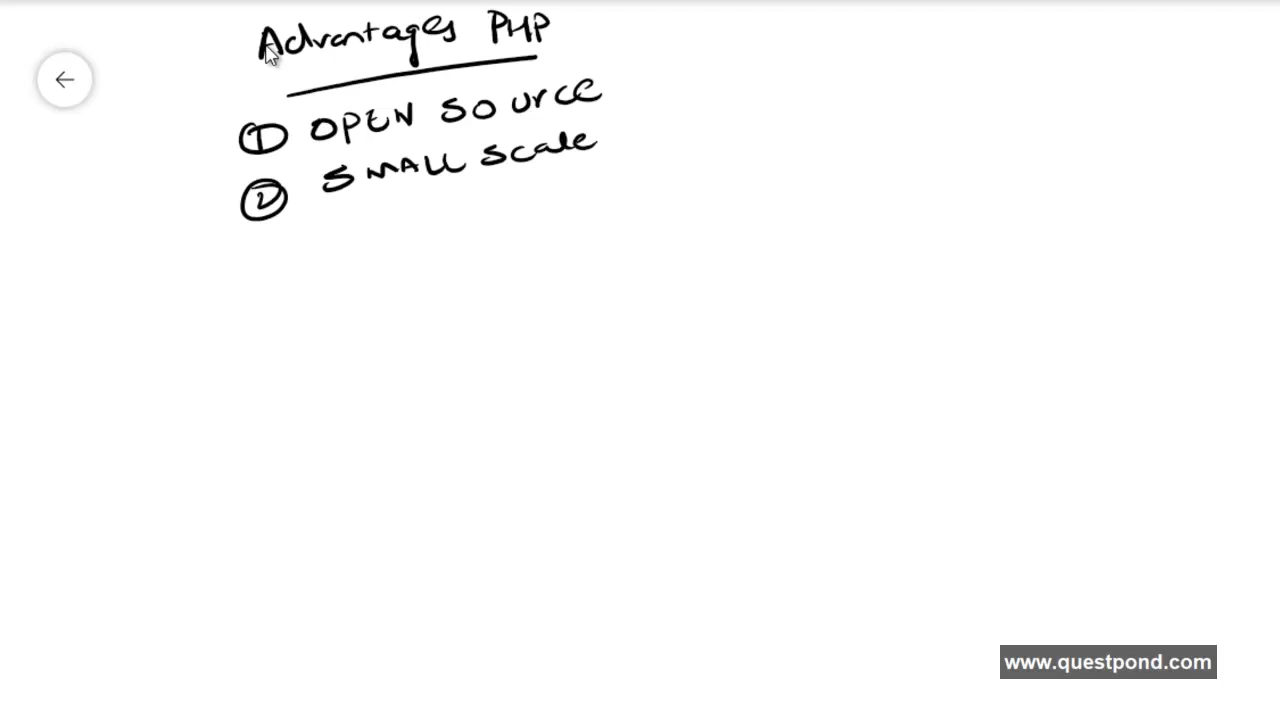 Advantages PHP
① OPEN Source
② SMALL Scale
www.questpond.com